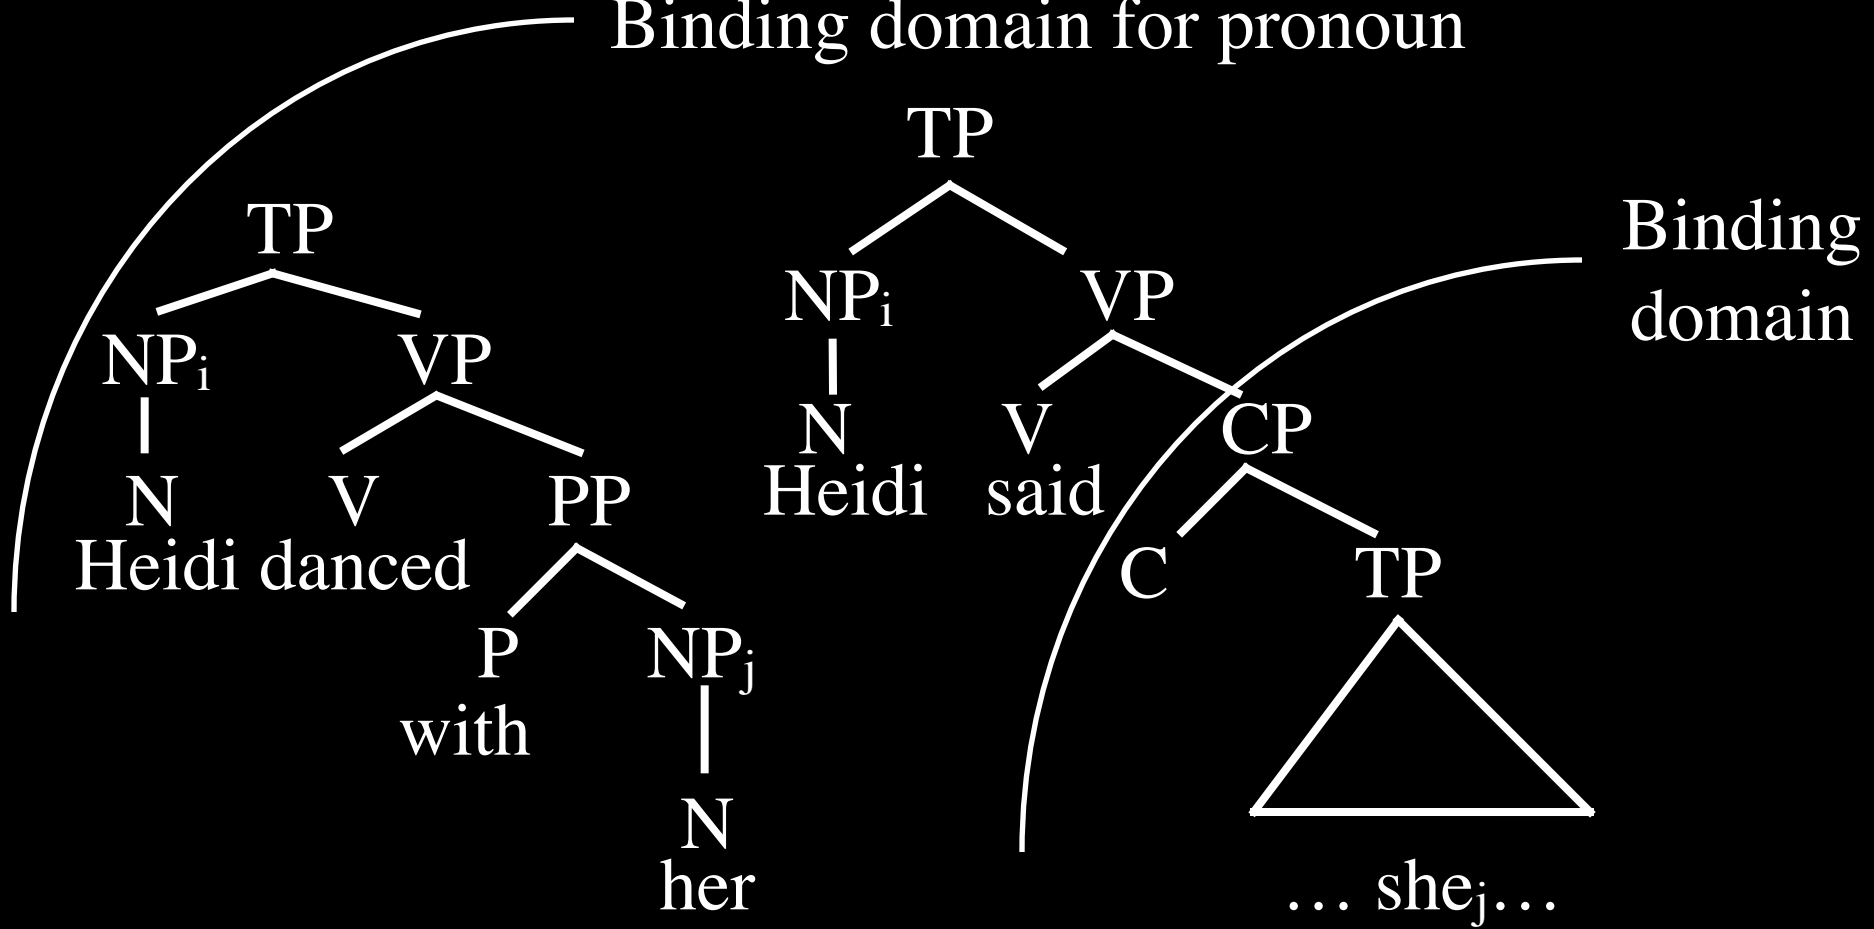 Binding domain for pronoun
TP
NPi VP
N V PP
Heidi danced
P NPj
with
N
her
TP
NPi VP
N V CP
Heidi said
C TP
… shej…
Binding
domain